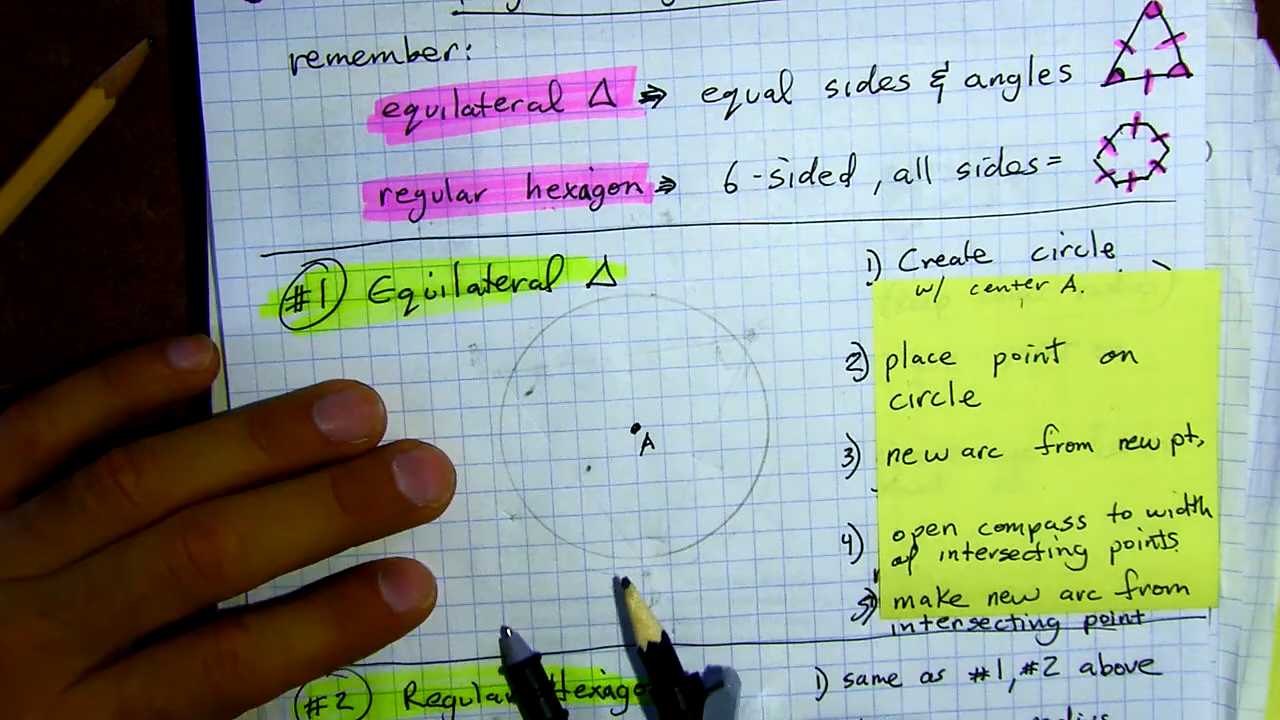 remember:
equilateral Δ ⇒ equal sides & angles
regular hexagon ⇒ 6-sided, all sides =
#1 Equilateral Δ
A
1) Create circle
w/ center A.
2) place point on
circle
3) new arc from new pt.
4) open compass to width
of intersecting points
5) make new arc from
intersecting point
#2 Regular Hexagon
1) same as #1, #2 above